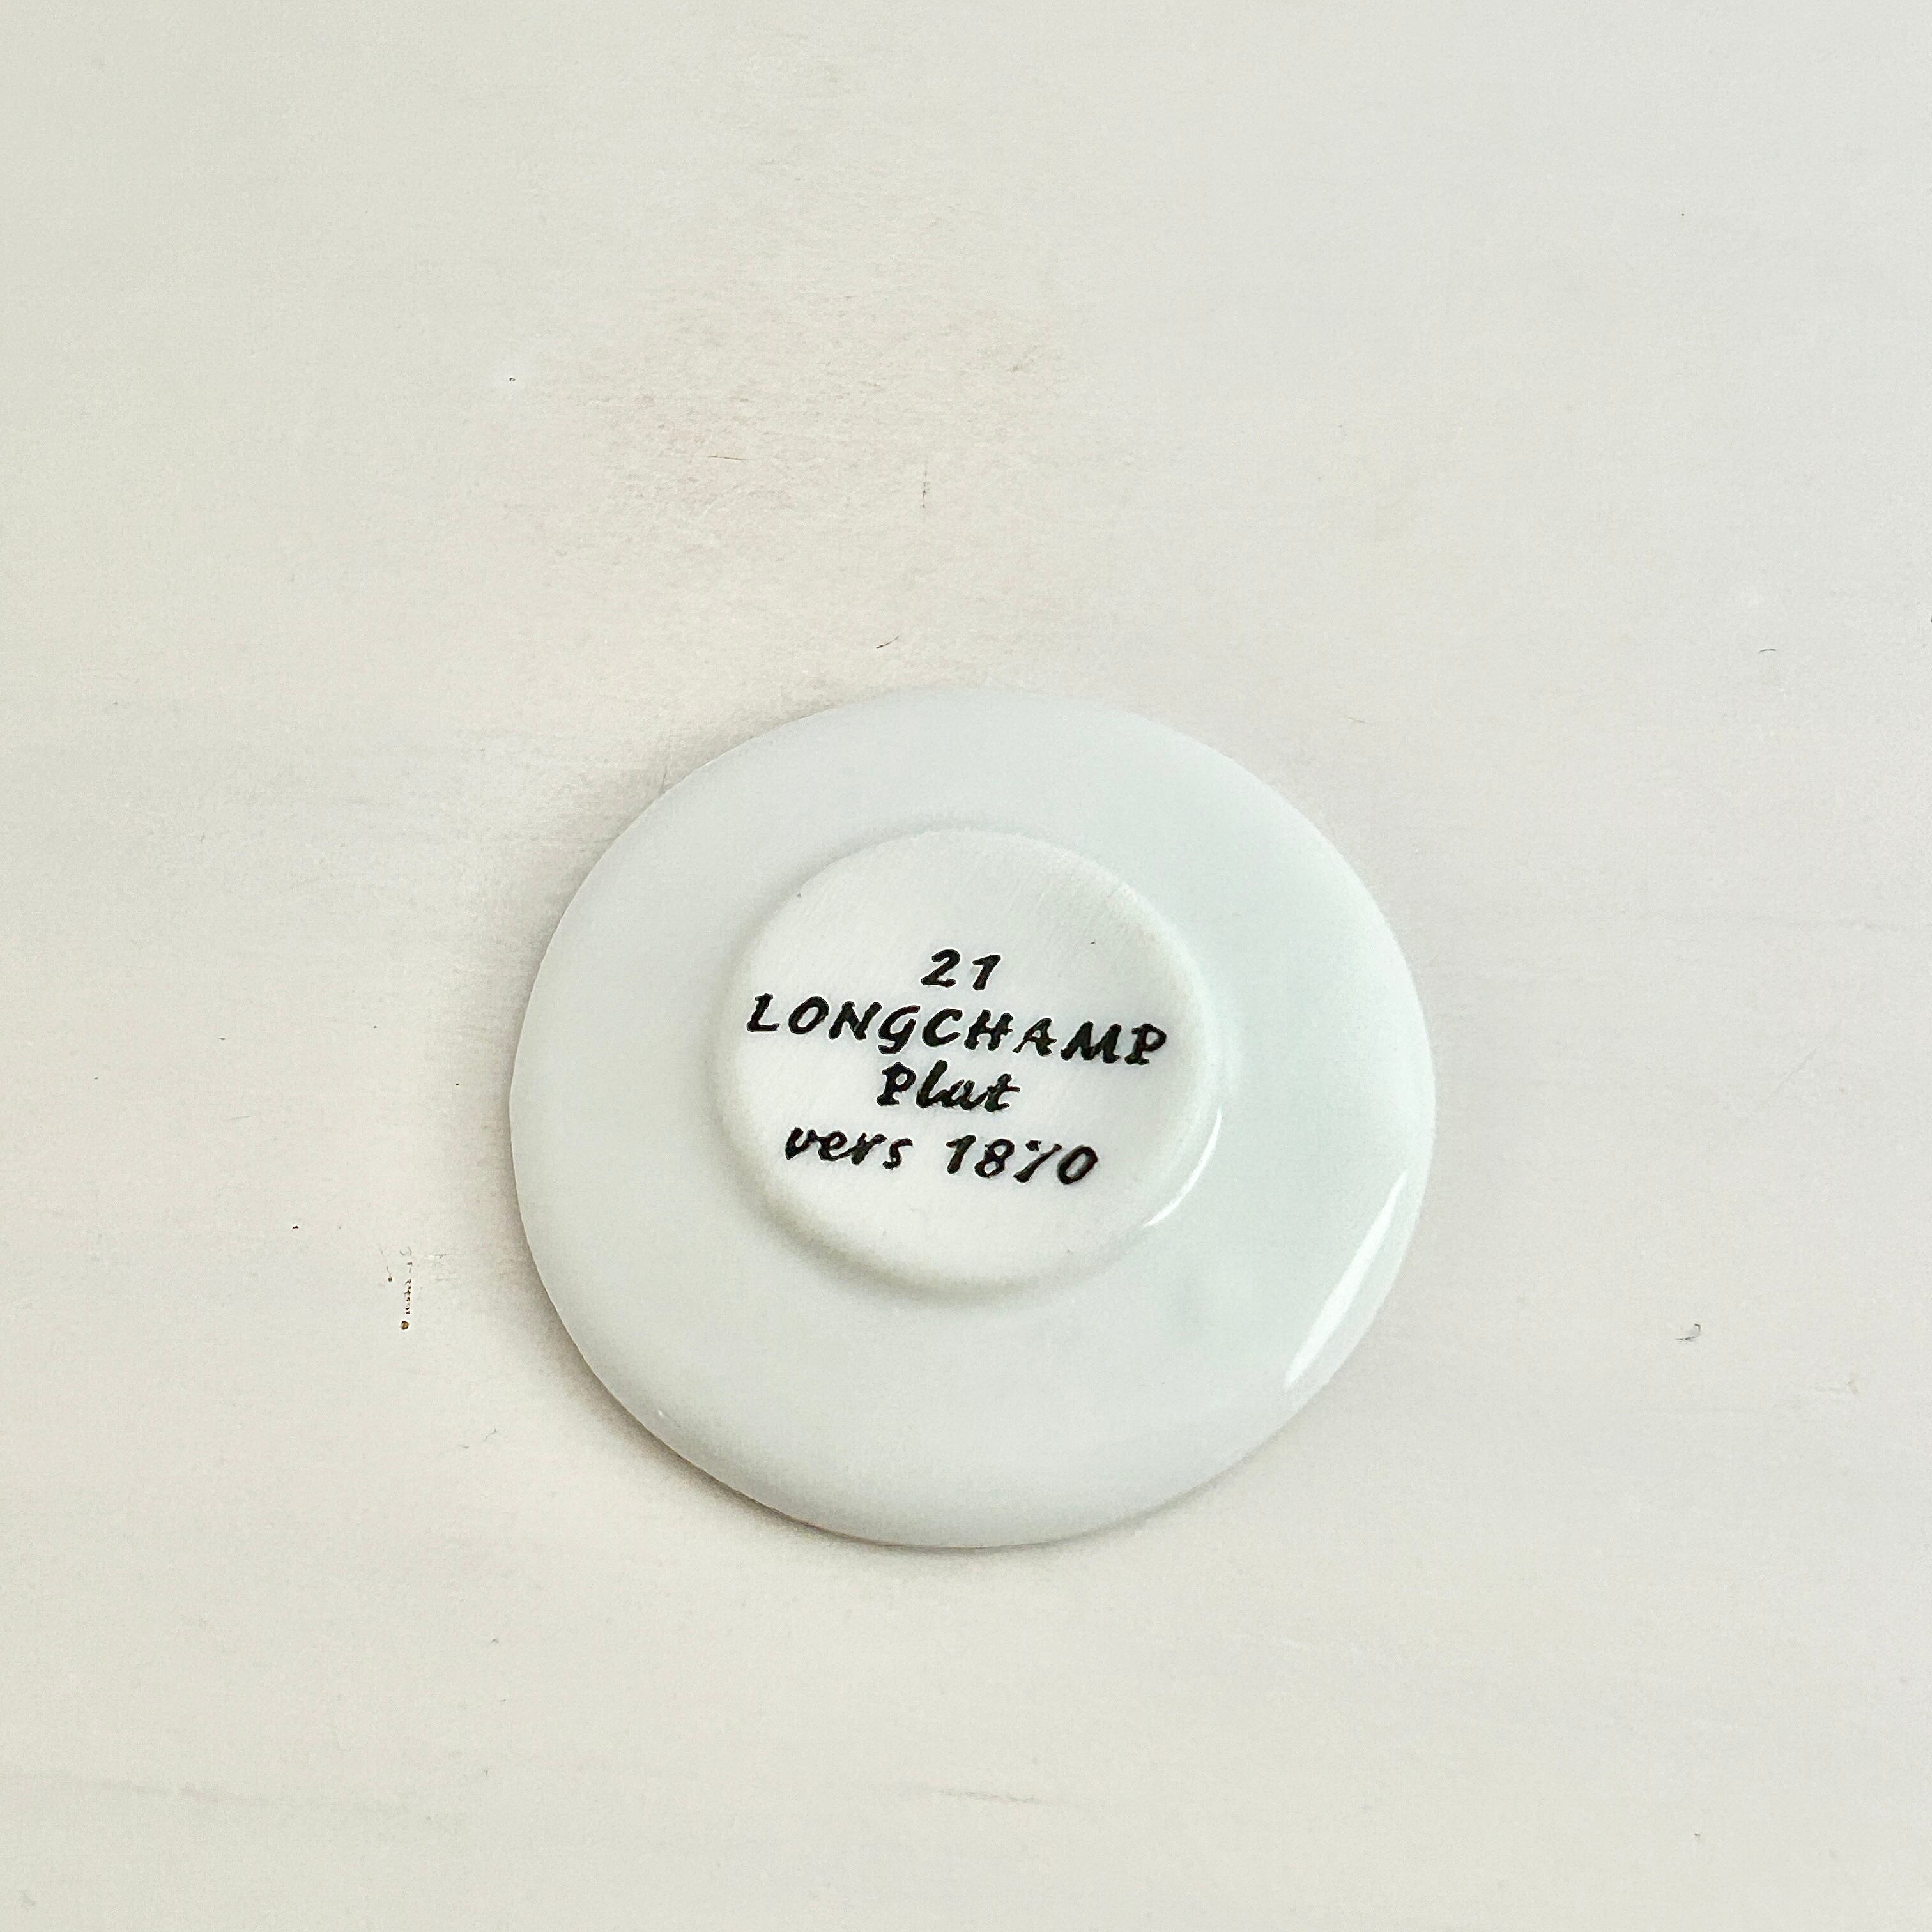 21
LONGCHAMP
Plat
vers 1870